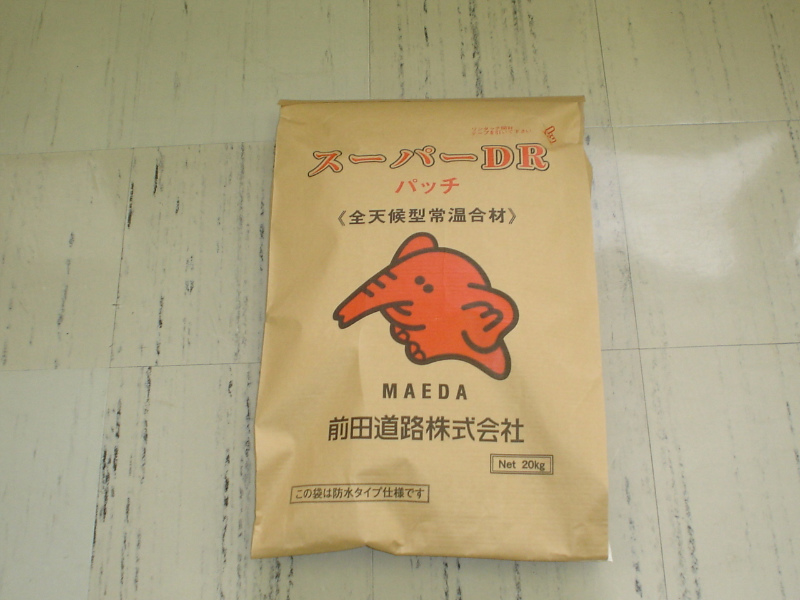 スーパーDR
パッチ
《全天候型常温合材》
MAEDA
前田道路株式会社
Net 20kg
この袋は防水タイプ仕様です